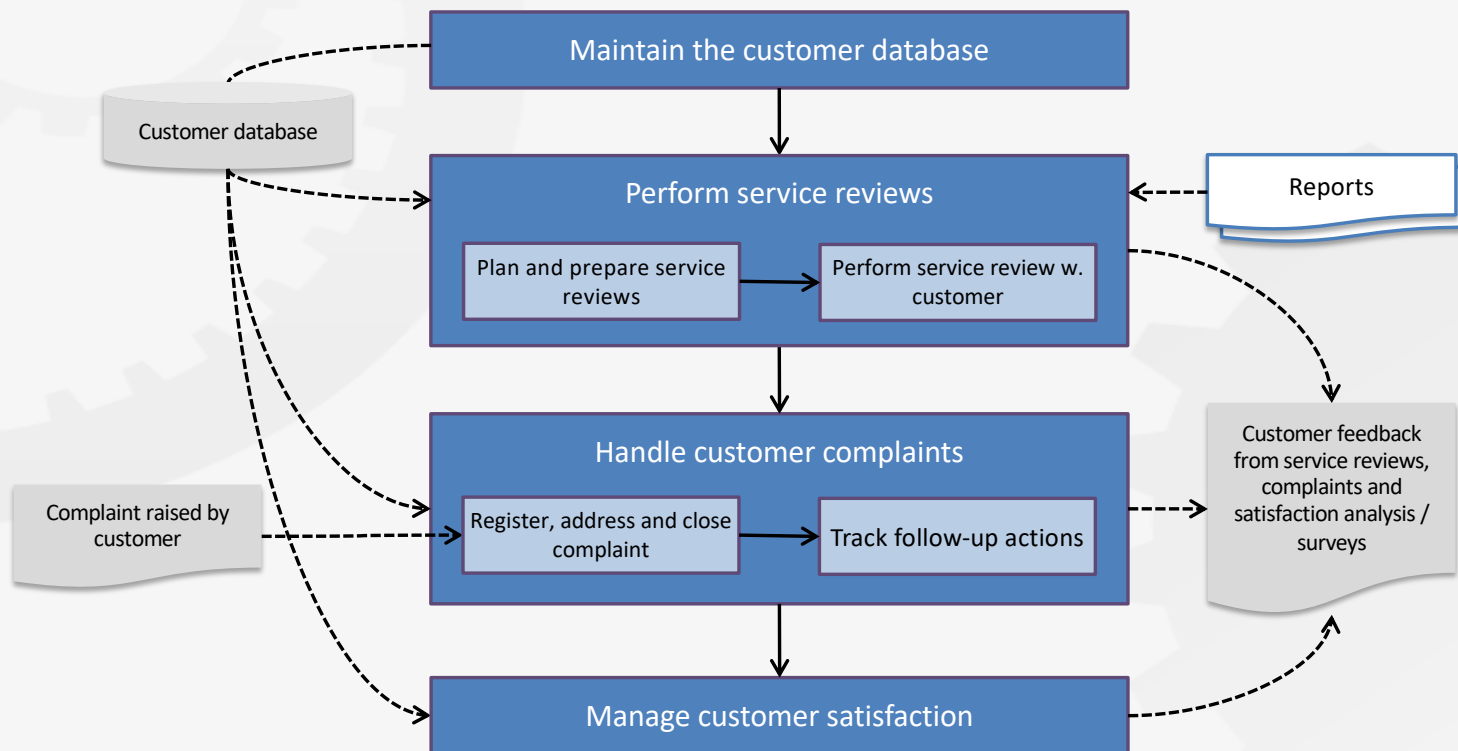 Maintain the customer database
Customer database
Perform service reviews
Reports
Plan and prepare service
reviews
Perform service review w.
customer
Handle customer complaints
Customer feedback
from service reviews,
complaints and
satisfaction analysis /
surveys
Complaint raised by
customer
Register, address and close
complaint
Track follow-up actions
Manage customer satisfaction